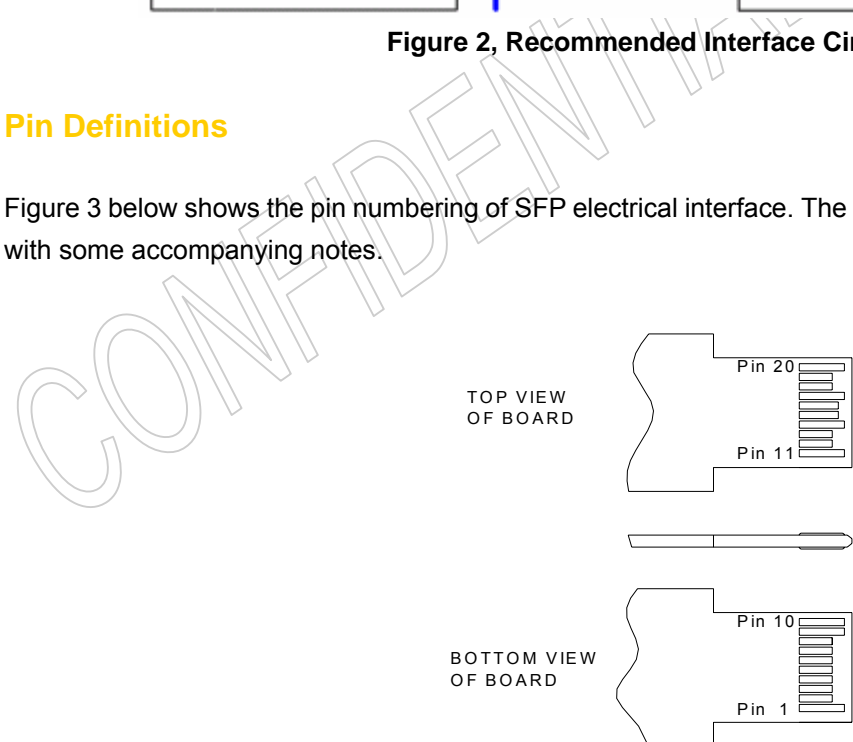 Figure 2, Recommended Interface Cir
Pin Definitions
Figure 3 below shows the pin numbering of SFP electrical interface. The
with some accompanying notes.
CONFIDENTIAL
TOP VIEW
OF BOARD
Pin 20
Pin 11
BOTTOM VIEW
OF BOARD
Pin 10
Pin 1